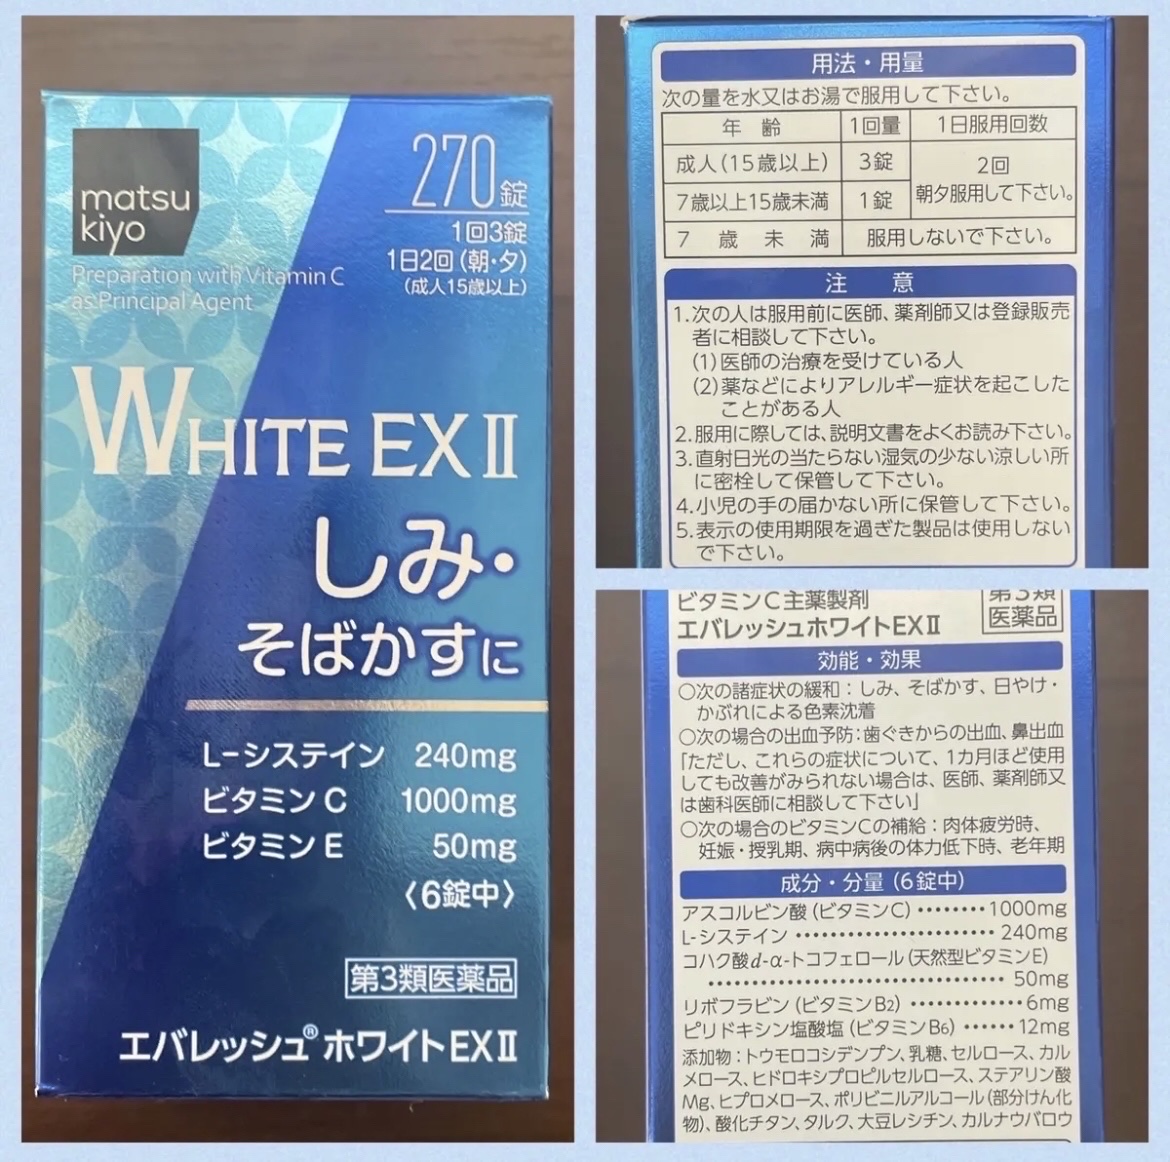 matsu
kiyo
Preparation with Vitamin C
as Principal Agent
270錠
1回3錠
1日2回(朝・夕)
(成人15歳以上)
WHITE EX Ⅱ
しみ・
そばかすに
L-システイン 240mg
ビタミンC 1000mg
ビタミンE 50mg
〈6錠中〉
第3類医薬品
エバレッシュ®ホワイトEXⅡ
用法・用量
次の量を水又はお湯で服用して下さい。
年齢 1回量 1日服用回数
成人(15歳以上) 3錠 2回
7歳以上15歳未満 1錠 朝夕服用して下さい。
7歳未満 服用しないで下さい。
注意
1.次の人は服用前に医師、薬剤師又は登録販売
者に相談して下さい。
(1)医師の治療を受けている人
(2)薬などによりアレルギー症状を起こした
ことがある人
2.服用に際しては、説明文書をよくお読み下さい。
3.直射日光の当たらない湿気の少ない涼しい所
に密栓して保管して下さい。
4.小児の手の届かない所に保管して下さい。
5.表示の使用期限を過ぎた製品は使用しない
で下さい。
ビタミンC主薬製剤
エバレッシュホワイトEXⅡ
第3類
医薬品
効能・効果
○次の諸症状の緩和:しみ、そばかす、日やけ・
かぶれによる色素沈着
○次の場合の出血予防:歯ぐきからの出血、鼻出血
「ただし、これらの症状について、1カ月ほど使用
しても改善がみられない場合は、医師、薬剤師又
は歯科医師に相談して下さい」
○次の場合のビタミンCの補給:肉体疲労時、
妊娠・授乳期、病中病後の体力低下時、老年期
成分・分量(6錠中)
アスコルビン酸(ビタミンC)・・・・・・・・1000mg
L-システイン・・・・・・・・・・・・・・・・・・・・・・240mg
コハク酸d-α-トコフェロール(天然型ビタミンE)
・・・・・・・・・・・・・・・・・・・・・・・・・・・・・・・・50mg
リボフラビン(ビタミンB2)・・・・・・・・・・・・・6mg
ピリドキシン塩酸塩(ビタミンB6)・・・・・・12mg
添加物:トウモロコシデンプン、乳糖、セルロース、カル
メロース、ヒドロキシプロピルセルロース、ステアリン酸
Mg、ヒプロメロース、ポリビニルアルコール(部分けん化
物)、酸化チタン、タルク、大豆レシチン、カルナウバロウ